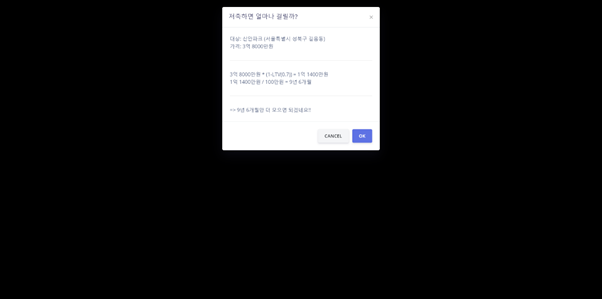 저축하면 얼마나 걸릴까?
×
대상: 신안파크 (서울특별시 성북구 길음동)
가격: 3억 8000만원
3억 8000만원 * (1-LTV(0.7)) = 1억 1400만원
1억 1400만원 / 100만원 = 9년 6개월
=> 9년 6개월만 더 모으면 되겠네요!!
CANCEL
OK